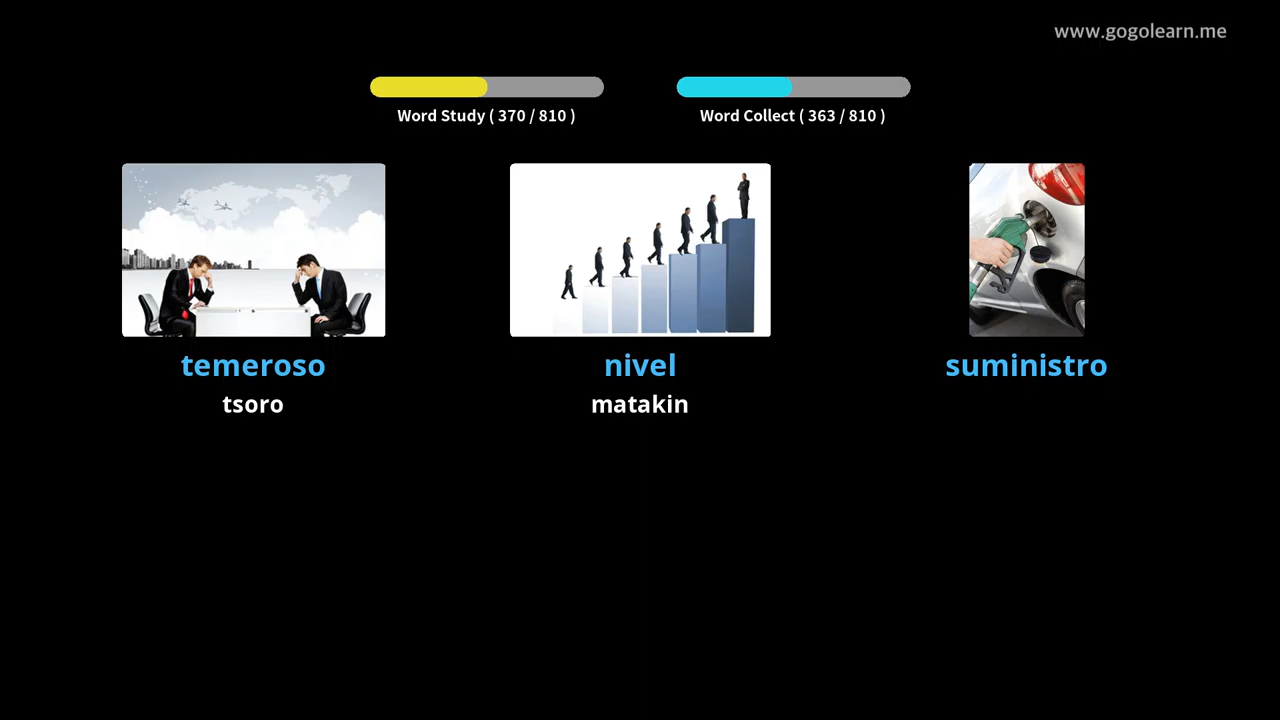 www.gogolearn.me
Word Study ( 370 / 810 )
Word Collect ( 363 / 810 )
temeroso
nivel
suministro
tsoro
matakin